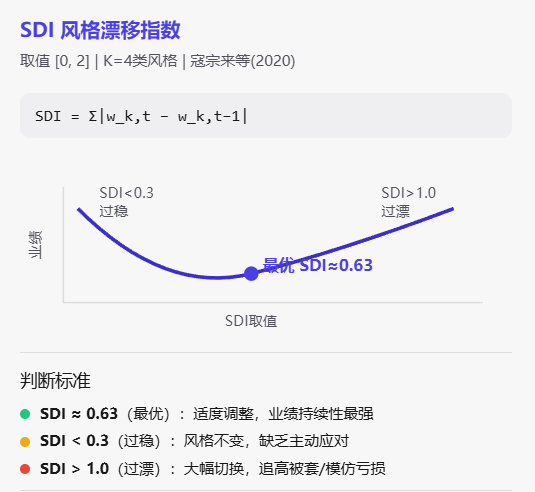 SDI 风格漂移指数
取值 [0, 2] | K=4类风格 | 寇宗来等(2020)
SDI = Σ|w_k,t − w_k,t−1|
SDI<0.3
过稳
SDI>1.0
过漂
业绩
最优 SDI≈0.63
SDI取值
判断标准
SDI ≈ 0.63（最优）：适度调整，业绩持续性最强
SDI < 0.3（过稳）：风格不变，缺乏主动应对
SDI > 1.0（过漂）：大幅切换，追高被套/模仿亏损